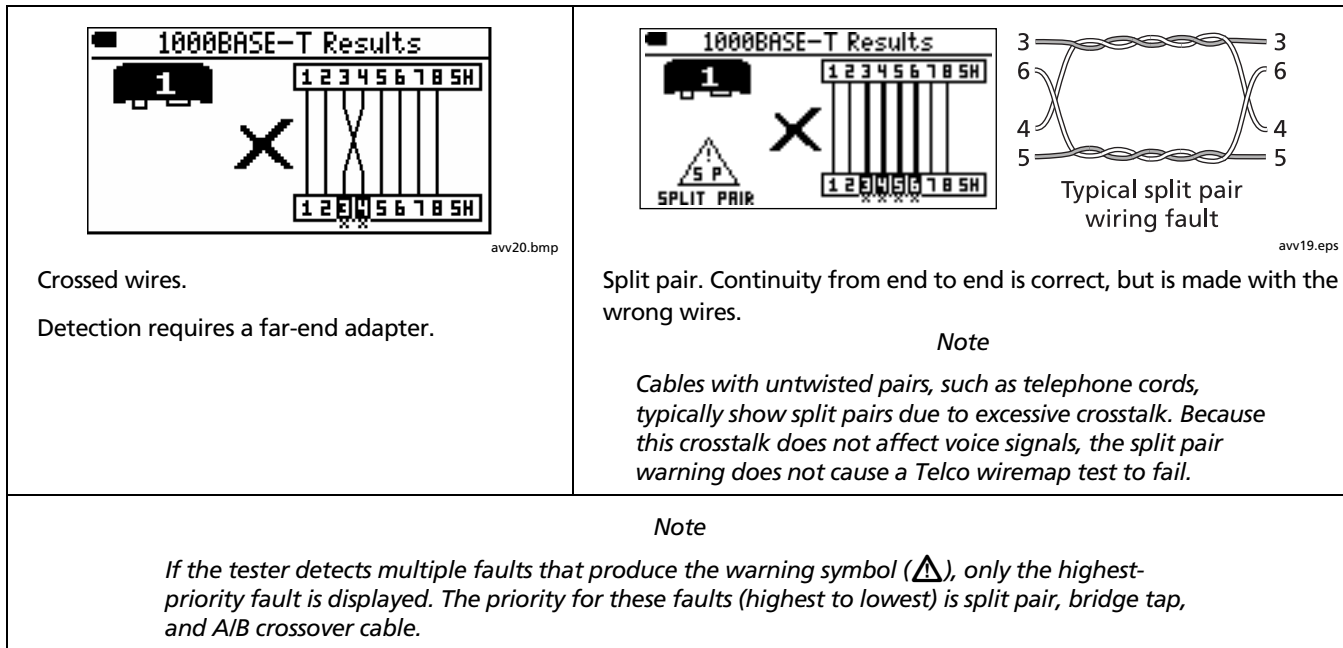 1000BASE-T Results
1
1 2 3 4 5 6 7 8 SH
1 2 3 4 5 6 7 8 SH
x x
avv20.bmp
Crossed wires.
Detection requires a far-end adapter.
1000BASE-T Results
1
1 2 3 4 5 6 7 8 SH
!
S P
SPLIT PAIR
1 2 3 4 5 6 7 8 SH
x x x x
3 3
6 6
4 4
5 5
Typical split pair
wiring fault
avv19.eps
Split pair. Continuity from end to end is correct, but is made with the
wrong wires.
Note
Cables with untwisted pairs, such as telephone cords,
typically show split pairs due to excessive crosstalk. Because
this crosstalk does not affect voice signals, the split pair
warning does not cause a Telco wiremap test to fail.
Note
If the tester detects multiple faults that produce the warning symbol (⚠), only the highest-
priority fault is displayed. The priority for these faults (highest to lowest) is split pair, bridge tap,
and A/B crossover cable.